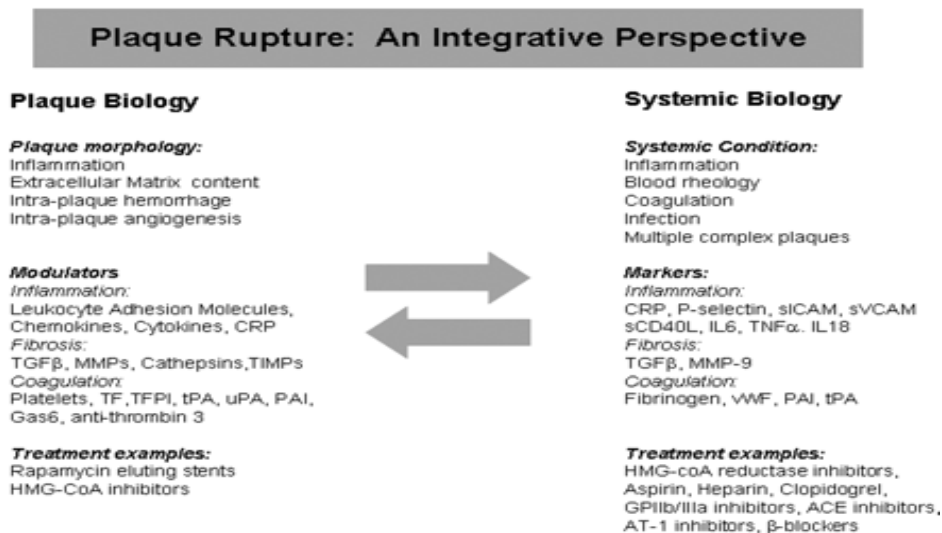 Plaque Rupture: An Integrative Perspective
Plaque Biology
Plaque morphology:
Inflammation
Extracellular Matrix content
Intra-plaque hemorrhage
Intra-plaque angiogenesis
Modulators
Inflammation:
Leukocyte Adhesion Molecules,
Chemokines, Cytokines, CRP
Fibrosis:
TGFβ, MMPs, Cathepsins,TIMPs
Coagulation:
Platelets, TF,TFPI, tPA, uPA, PAI,
Gas6, anti-thrombin 3
Treatment examples:
Rapamycin eluting stents
HMG-CoA inhibitors
Systemic Biology
Systemic Condition:
Inflammation
Blood rheology
Coagulation
Infection
Multiple complex plaques
Markers:
Inflammation:
CRP, P-selectin, sICAM, sVCAM
sCD40L, IL6, TNFα. IL18
Fibrosis:
TGFβ, MMP-9
Coagulation:
Fibrinogen, vWF, PAI, tPA
Treatment examples:
HMG-coA reductase inhibitors,
Aspirin, Heparin, Clopidogrel,
GPIIb/IIIa inhibitors, ACE inhibitors,
AT-1 inhibitors, β-blockers